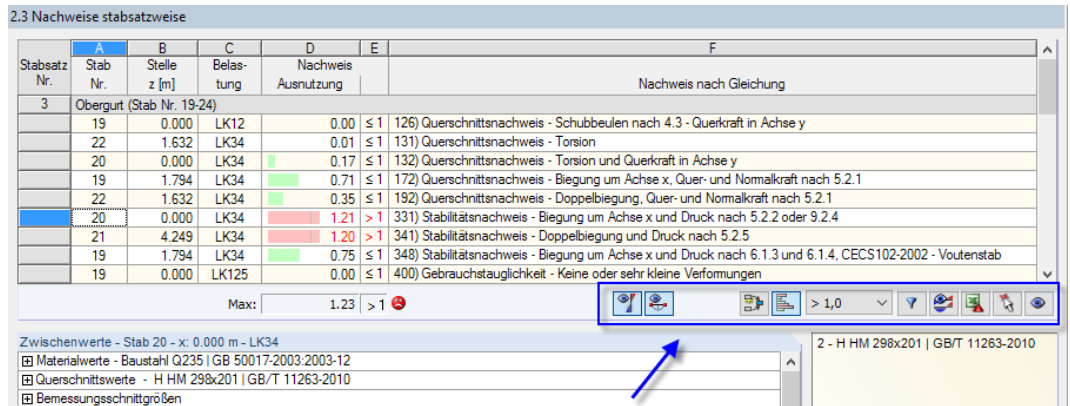 2.3 Nachweise stabsatzweise
A B C D E F
Stabsatz Stab Stelle Belas- Nachweis
Nr. Nr. z [m] tung Ausnutzung Nachweis nach Gleichung
3 Obergurt (Stab Nr. 19-24)
19 0.000 LK12 0.00 ≤ 1 126) Querschnittsnachweis - Schubbeulen nach 4.3 - Querkraft in Achse y
22 1.632 LK34 0.01 ≤ 1 131) Querschnittsnachweis - Torsion
20 0.000 LK34 0.17 ≤ 1 132) Querschnittsnachweis - Torsion und Querkraft in Achse y
19 1.794 LK34 0.71 ≤ 1 172) Querschnittsnachweis - Biegung um Achse x, Quer- und Normalkraft nach 5.2.1
22 1.632 LK34 0.35 ≤ 1 192) Querschnittsnachweis - Doppelbiegung, Quer- und Normalkraft nach 5.2.1
20 0.000 LK34 1.21 > 1 331) Stabilitätsnachweis - Biegung um Achse x und Druck nach 5.2.2 oder 9.2.4
21 4.249 LK34 1.20 > 1 341) Stabilitätsnachweis - Doppelbiegung und Druck nach 5.2.5
19 1.794 LK34 0.75 ≤ 1 348) Stabilitätsnachweis - Biegung um Achse x und Druck nach 6.1.3 und 6.1.4, CECS102-2002 - Voutenstab
19 0.000 LK125 0.00 ≤ 1 400) Gebrauchstauglichkeit - Keine oder sehr kleine Verformungen
Max: 1.23 > 1 > 1,0
Zwischenwerte - Stab 20 - x: 0.000 m - LK34
Materialwerte - Baustahl Q235 | GB 50017-2003:2003-12
Querschnittswerte - H HM 298x201 | GB/T 11263-2010
Bemessungsschnittgrößen
2 - H HM 298x201 | GB/T 11263-2010